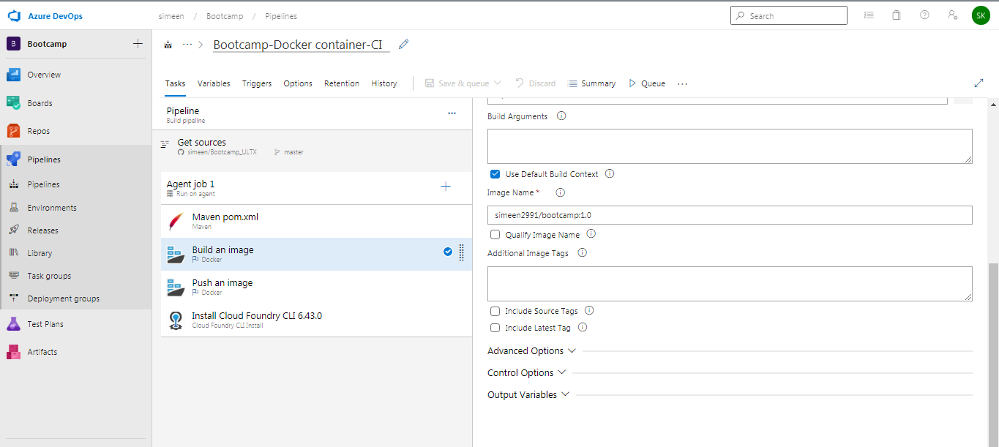 Azure DevOps
simeen / Bootcamp / Pipelines
Search
SK
B Bootcamp
Overview
Boards
Repos
Pipelines
Pipelines
Environments
Releases
Library
Task groups
Deployment groups
Test Plans
Artifacts
··· > Bootcamp-Docker container-CI
Tasks Variables Triggers Options Retention History Save & queue Discard Summary Queue ···
Pipeline
Build pipeline
Get sources
simeen/Bootcamp_ULTX master
Agent job 1
Run on agent
Maven pom.xml
Maven
Build an image
Docker
Push an image
Docker
Install Cloud Foundry CLI 6.43.0
Cloud Foundry CLI Install
Build Arguments
Use Default Build Context
Image Name *
simeen2991/bootcamp:1.0
Qualify Image Name
Additional Image Tags
Include Source Tags
Include Latest Tag
Advanced Options
Control Options
Output Variables